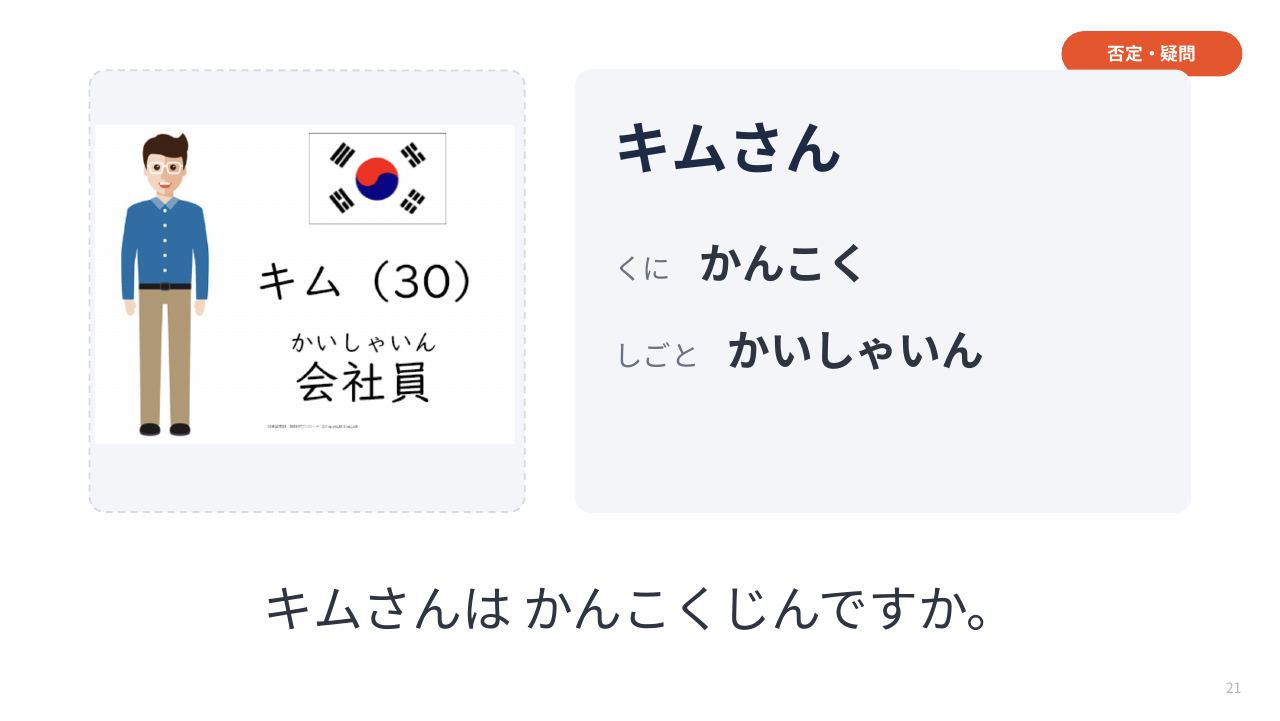 否定・疑問
キム（30）
かいしゃいん
会社員
キムさん
くに かんこく
しごと かいしゃいん
キムさんは かんこくじんですか。
21